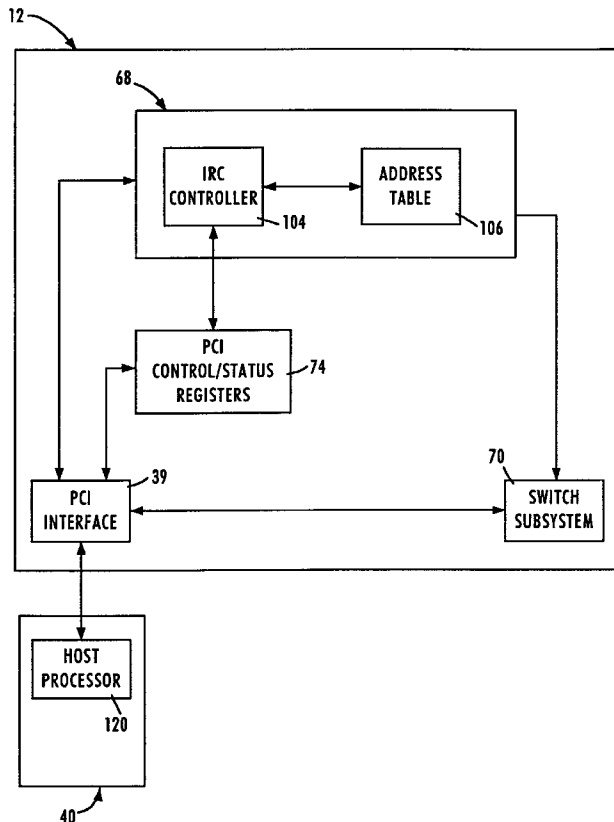 12
68
IRC
CONTROLLER
104
ADDRESS
TABLE
106
PCI
CONTROL/STATUS
REGISTERS
74
39
PCI
INTERFACE
70
SWITCH
SUBSYSTEM
HOST
PROCESSOR
120
40